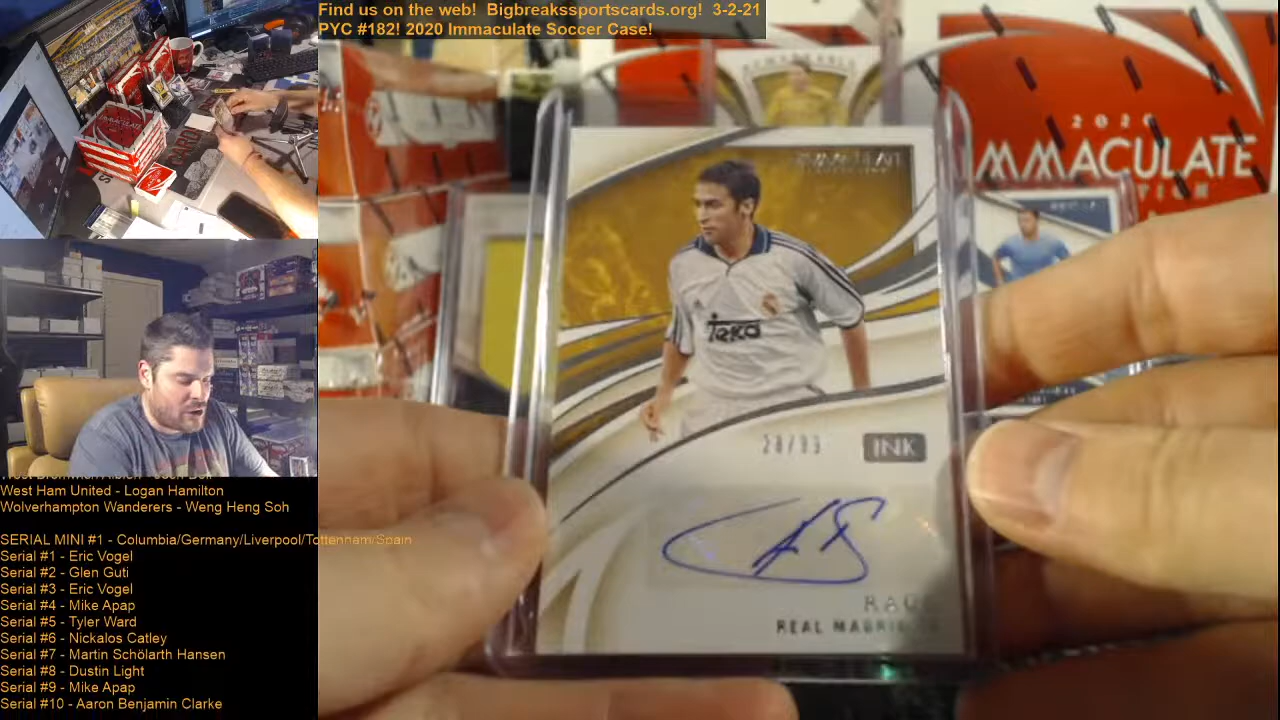 Find us on the web! Bigbreakssportscards.org! 3-2-21
PYC #182! 2020 Immaculate Soccer Case!
2020
IMMACULATE
IMMACULATE
Teka
INK
REAL MADRID
West Ham United - Logan Hamilton
Wolverhampton Wanderers - Weng Heng Soh
SERIAL MINI #1 - Columbia/Germany/Liverpool/Tottenham/Spain
Serial #1 - Eric Vogel
Serial #2 - Glen Guti
Serial #3 - Eric Vogel
Serial #4 - Mike Apap
Serial #5 - Tyler Ward
Serial #6 - Nickalos Catley
Serial #7 - Martin Schölarth Hansen
Serial #8 - Dustin Light
Serial #9 - Mike Apap
Serial #10 - Aaron Benjamin Clarke